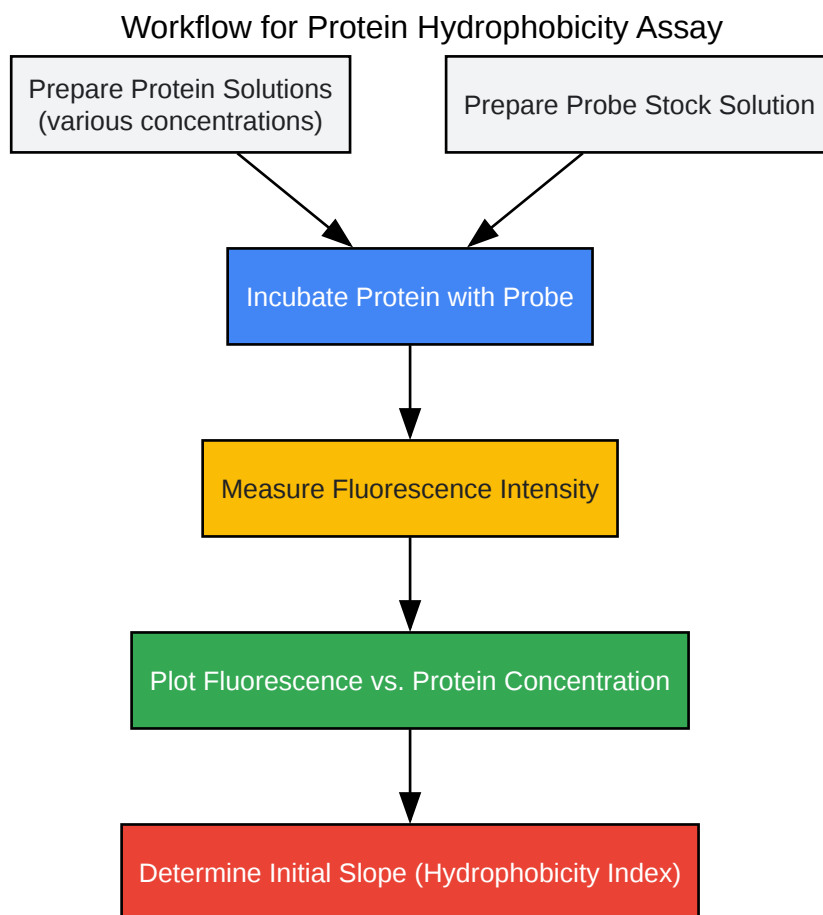 Workflow for Protein Hydrophobicity Assay
Prepare Protein Solutions
(various concentrations)
Prepare Probe Stock Solution
Incubate Protein with Probe
Measure Fluorescence Intensity
Plot Fluorescence vs. Protein Concentration
Determine Initial Slope (Hydrophobicity Index)